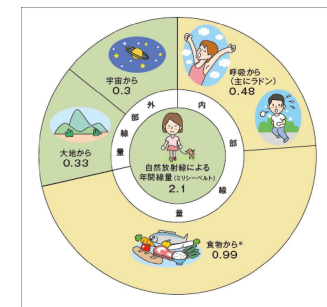 宇宙から
0.3
呼吸から
(主にラドン)
0.48
外部線量
内部線量
大地から
0.33
自然放射線による
年間線量(ミリシーベルト)
2.1
食物から*
0.99